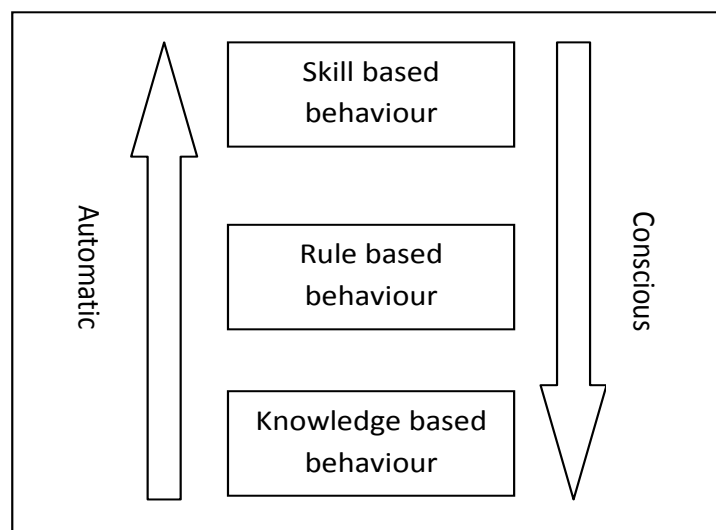 Skill based
behaviour
Automatic
Rule based
behaviour
Conscious
Knowledge based
behaviour